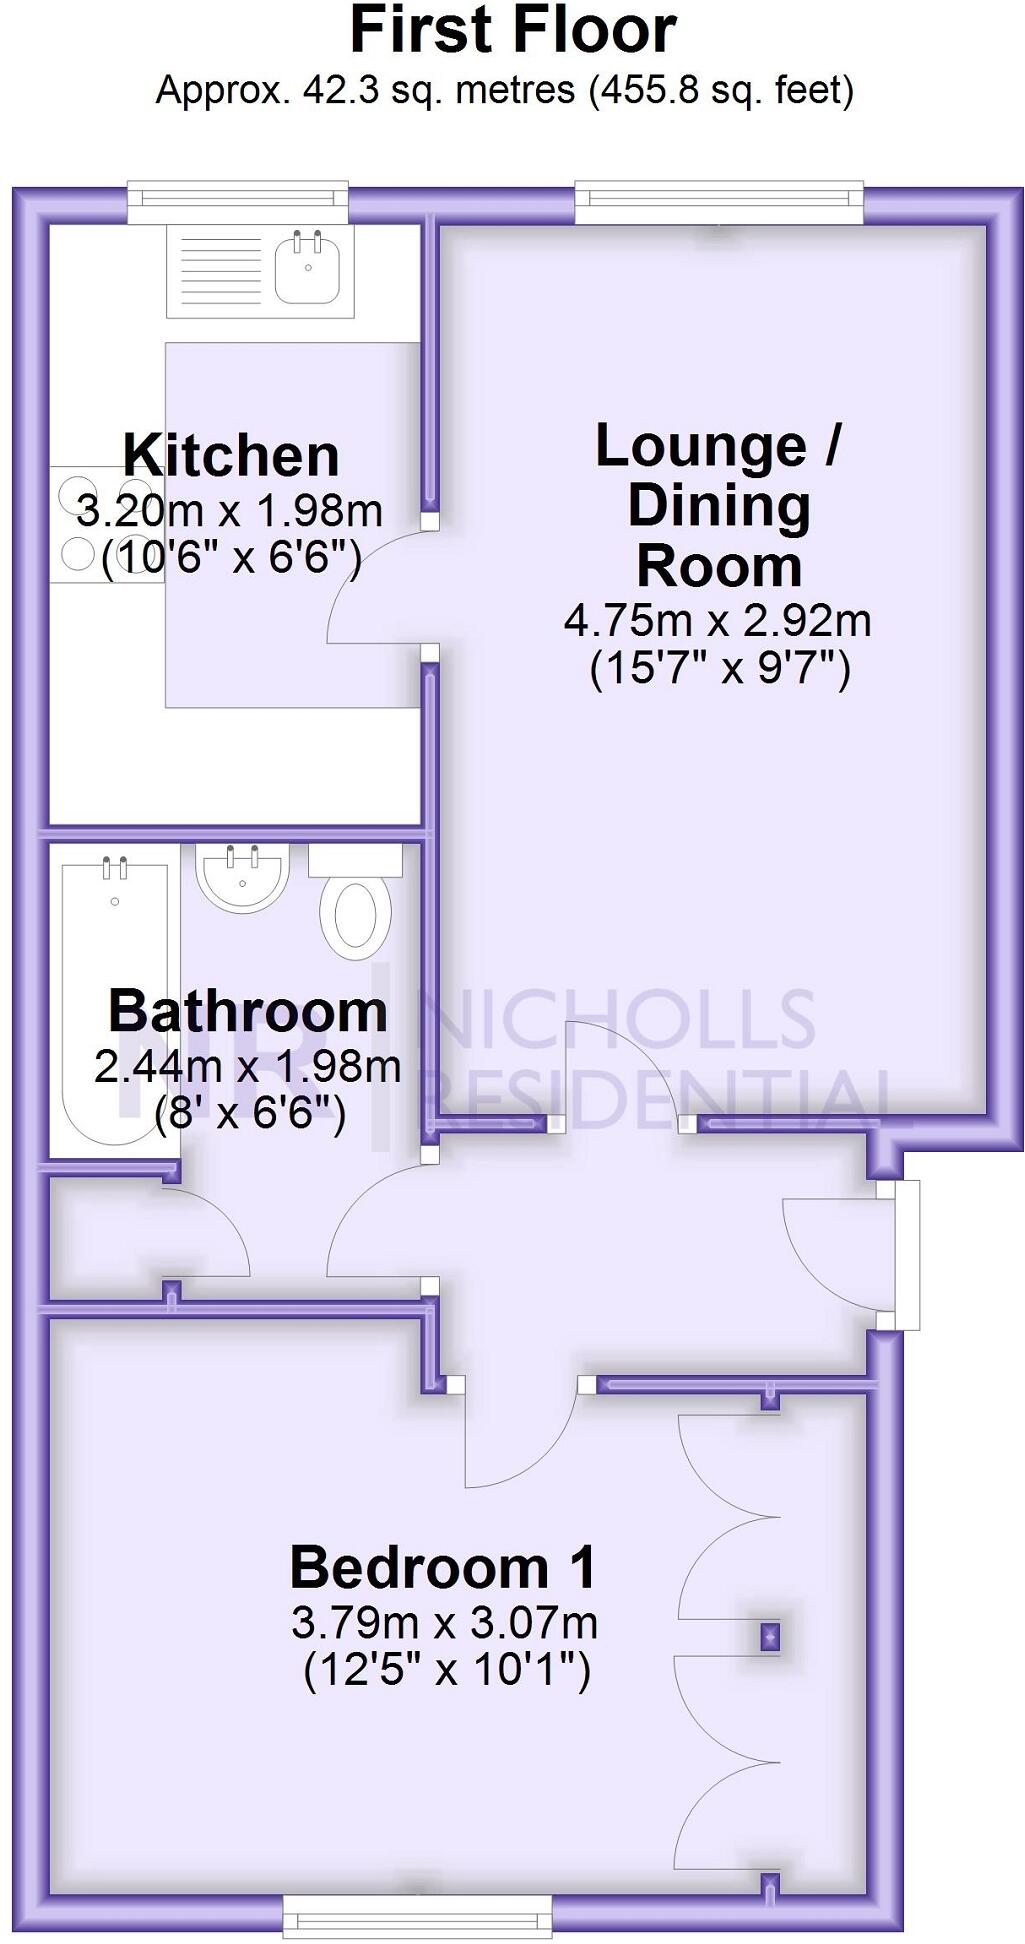 First Floor
Approx. 42.3 sq. metres (455.8 sq. feet)
Kitchen
3.20m x 1.98m
(10'6" x 6'6")
Lounge /
Dining
Room
4.75m x 2.92m
(15'7" x 9'7")
Bathroom
2.44m x 1.98m
(8' x 6'6")
NR
NICHOLLS
RESIDENTIAL
Bedroom 1
3.79m x 3.07m
(12'5" x 10'1")